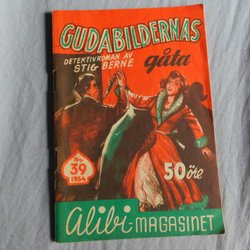 GUDABILDERNAS
gåta
DETEKTIVROMAN AV
STIG BERNE
Nr.
39
1954
50 öre
Alibi MAGASINET